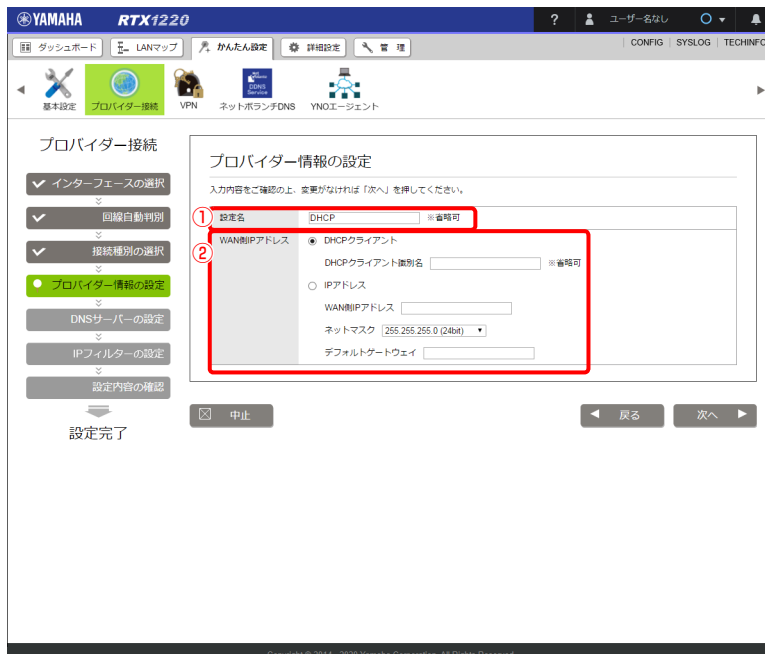 YAMAHA RTX1220 ? ユーザー名なし
ダッシュボード LANマップ かんたん設定 詳細設定 管 理 CONFIG SYSLOG TECHINFO
基本設定 プロバイダー接続 VPN ネットボランチDNS YNOエージェント
DDNS
Service
プロバイダー接続
インターフェースの選択
回線自動判別
接続種別の選択
プロバイダー情報の設定
DNSサーバーの設定
IPフィルターの設定
設定内容の確認
設定完了
プロバイダー情報の設定
入力内容をご確認の上、変更がなければ「次へ」を押してください。
① 設定名 DHCP ※省略可
② WAN側IPアドレス DHCPクライアント
DHCPクライアント識別名 ※省略可
IPアドレス
WAN側IPアドレス
ネットマスク 255.255.255.0 (24bit)
デフォルトゲートウェイ
中止 戻る 次へ
Copyright © 2014 - 2020 Yamaha Corporation. All Rights Reserved.